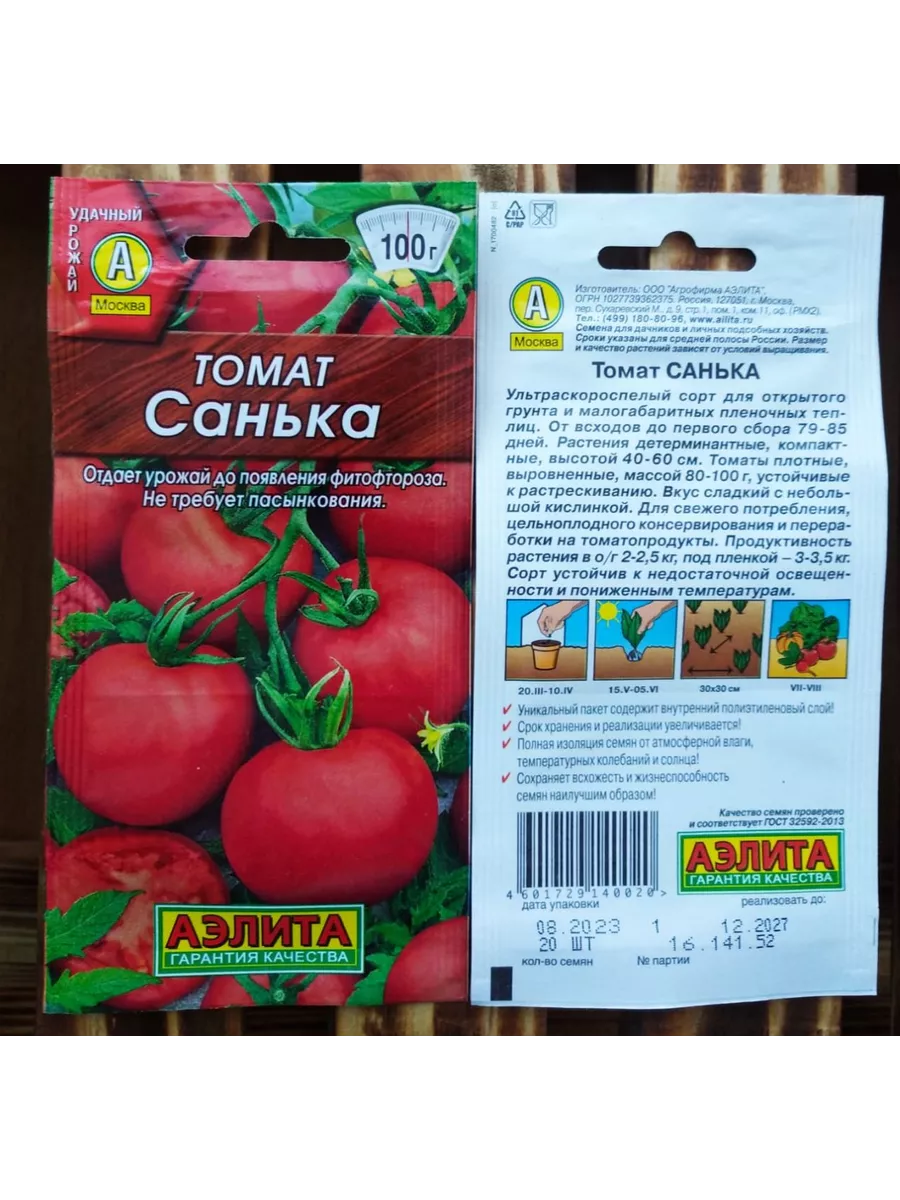 УДАЧНЫЙ
УРОЖАЙ
А
Москва
100 г
ТОМАТ
Санька
Отдает урожай до появления фитофтороза.
Не требует пасынкования.
АЭЛИТА
ГАРАНТИЯ КАЧЕСТВА
81
С/PAP
А
Москва
Изготовитель: ООО "Агрофирма АЭЛИТА".
ОГРН 1027739362375. Россия, 127051, г. Москва,
пер. Сухаревский М., д. 9, стр. 1, пом. 1, ком. 11, оф. (РМХ2).
Тел.: (499) 180-80-96, www.ailita.ru
Семена для дачников и личных подсобных хозяйств.
Сроки указаны для средней полосы России. Размер
и качество растений зависят от условий выращивания.
Томат САНЬКА
Ультраскороспелый сорт для открытого
грунта и малогабаритных пленочных теп-
лиц. От всходов до первого сбора 79-85
дней. Растения детерминантные, компакт-
ные, высотой 40-60 см. Томаты плотные,
выровненные, массой 80-100 г, устойчивые
к растрескиванию. Вкус сладкий с неболь-
шой кислинкой. Для свежего потребления,
цельноплодного консервирования и перера-
ботки на томатопродукты. Продуктивность
растения в о/г 2-2,5 кг, под пленкой – 3-3,5 кг.
Сорт устойчив к недостаточной освещен-
ности и пониженным температурам.
20.III-10.IV 15.V-05.VI 30x30 см VII-VIII
✓ Уникальный пакет содержит внутренний полиэтиленовый слой!
✓ Срок хранения и реализации увеличивается!
✓ Полная изоляция семян от атмосферной влаги,
температурных колебаний и солнца!
✓ Сохраняет всхожесть и жизнеспособность
семян наилучшим образом!
Качество семян проверено
и соответствует ГОСТ 32592-2013
АЭЛИТА
ГАРАНТИЯ КАЧЕСТВА
4 601729 140020 >
дата упаковки реализовать до:
08.2023 1 12.2027
20 ШТ 16.141.52
кол-во семян № партии